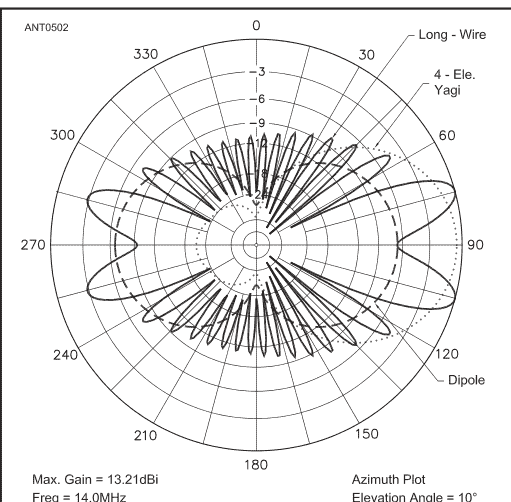 ANT0502
0
Long - Wire
330
30
4 - Ele.
Yagi
-3
-6
300
-9
60
270
90
240
120
Dipole
210
150
180
Max. Gain = 13.21dBi
Azimuth Plot
Freq = 14.0MHz
Elevation Angle = 10°